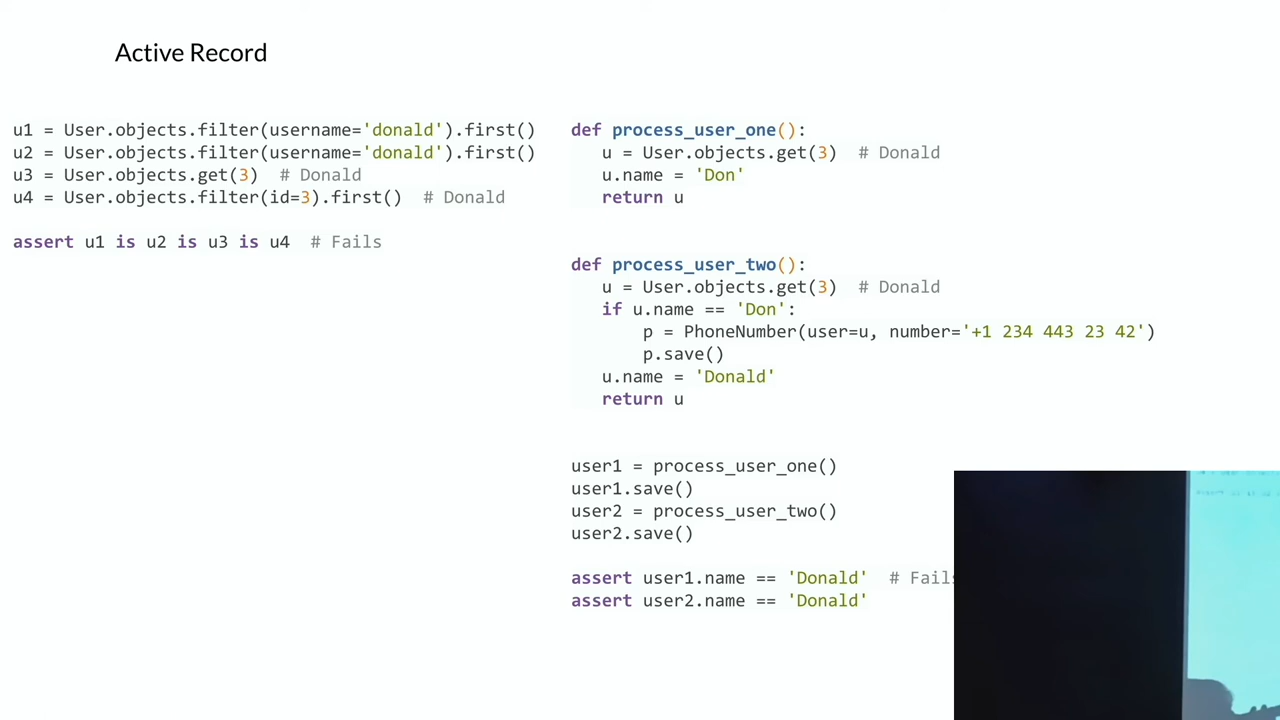 Active Record
u1 = User.objects.filter(username='donald').first()
u2 = User.objects.filter(username='donald').first()
u3 = User.objects.get(3)  # Donald
u4 = User.objects.filter(id=3).first()  # Donald
assert u1 is u2 is u3 is u4  # Fails
def process_user_one():
u = User.objects.get(3)  # Donald
u.name = 'Don'
return u
def process_user_two():
u = User.objects.get(3)  # Donald
if u.name == 'Don':
p = PhoneNumber(user=u, number='+1 234 443 23 42')
p.save()
u.name = 'Donald'
return u
user1 = process_user_one()
user1.save()
user2 = process_user_two()
user2.save()
assert user1.name == 'Donald'  # Fails
assert user2.name == 'Donald'